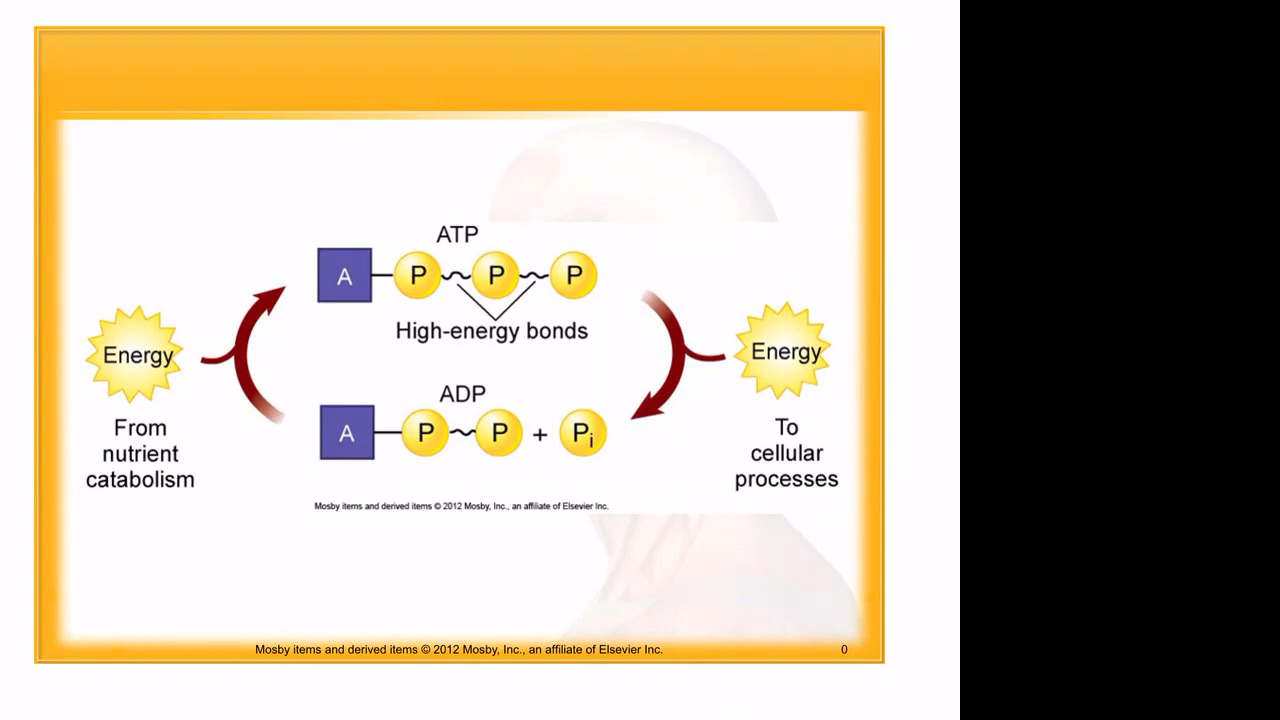 ATP
A P P P
High-energy bonds
Energy
Energy
ADP
A P P + Pi
From
nutrient
catabolism
To
cellular
processes
Mosby items and derived items © 2012 Mosby, Inc., an affiliate of Elsevier Inc.
Mosby items and derived items © 2012 Mosby, Inc., an affiliate of Elsevier Inc.
0